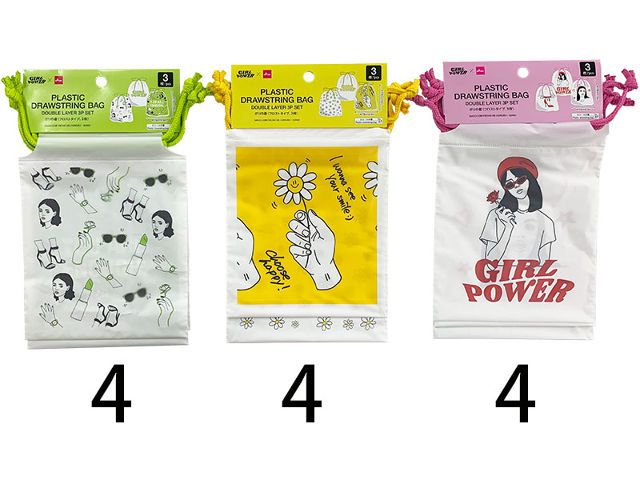 GIRL POWER
3
PLASTIC
DRAWSTRING BAG
DOUBLE LAYER 3P SET
GIRL POWER
3
PLASTIC
DRAWSTRING BAG
DOUBLE LAYER 3P SET
I wanna see
Your smile:)
choose
happy!
GIRL POWER
3
PLASTIC
DRAWSTRING BAG
DOUBLE LAYER 3P SET
GIRL
POWER
4
4
4